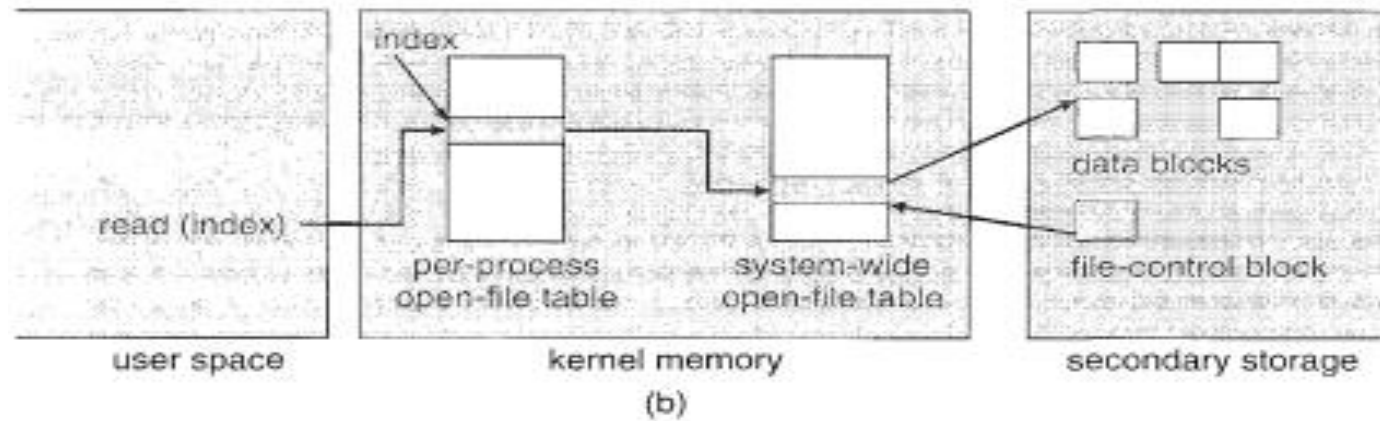 index
read (index)
per-process
open-file table
system-wide
open-file table
data blocks
file-control block
user space
kernel memory
secondary storage
(b)